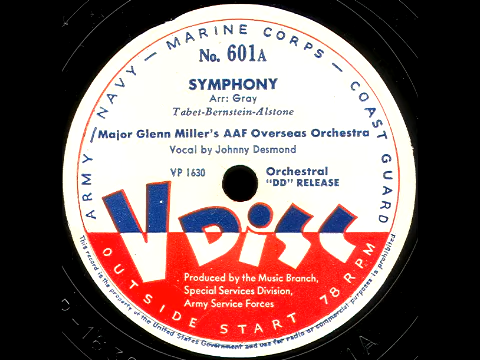 ARMY — NAVY — MARINE CORPS — COAST GUARD
No. 601A
SYMPHONY
Arr: Gray
Tabet-Bernstein-Alstone
Major Glenn Miller's AAF Overseas Orchestra
Vocal by Johnny Desmond
VP 1630
Orchestral
"DD" RELEASE
V DISC
Produced by the Music Branch,
Special Services Division,
Army Service Forces
OUTSIDE START 78 RPM
This record is the property of the United States Government and use for radio or commercial purposes is prohibited